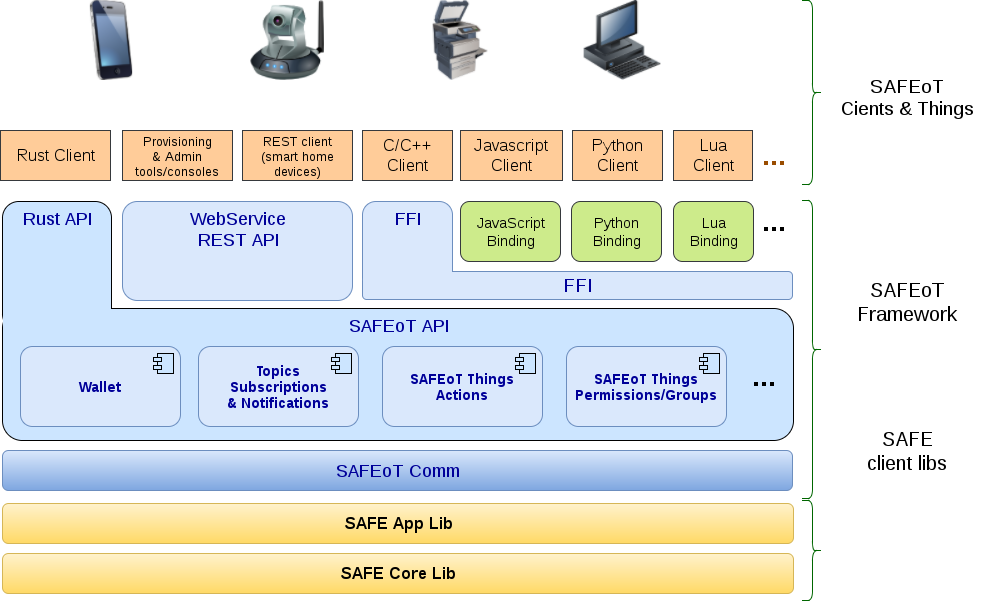 SAFEoT
Cients & Things
Rust Client
Provisioning
& Admin
tools/consoles
REST client
(smart home
devices)
C/C++
Client
Javascript
Client
Python
Client
Lua
Client
...
Rust API
WebService
REST API
FFI
JavaScript
Binding
Python
Binding
Lua
Binding
...
FFI
SAFEoT
Framework
SAFEoT API
Wallet
Topics
Subscriptions
& Notifications
SAFEoT Things
Actions
SAFEoT Things
Permissions/Groups
...
SAFE
client libs
SAFEoT Comm
SAFE App Lib
SAFE Core Lib